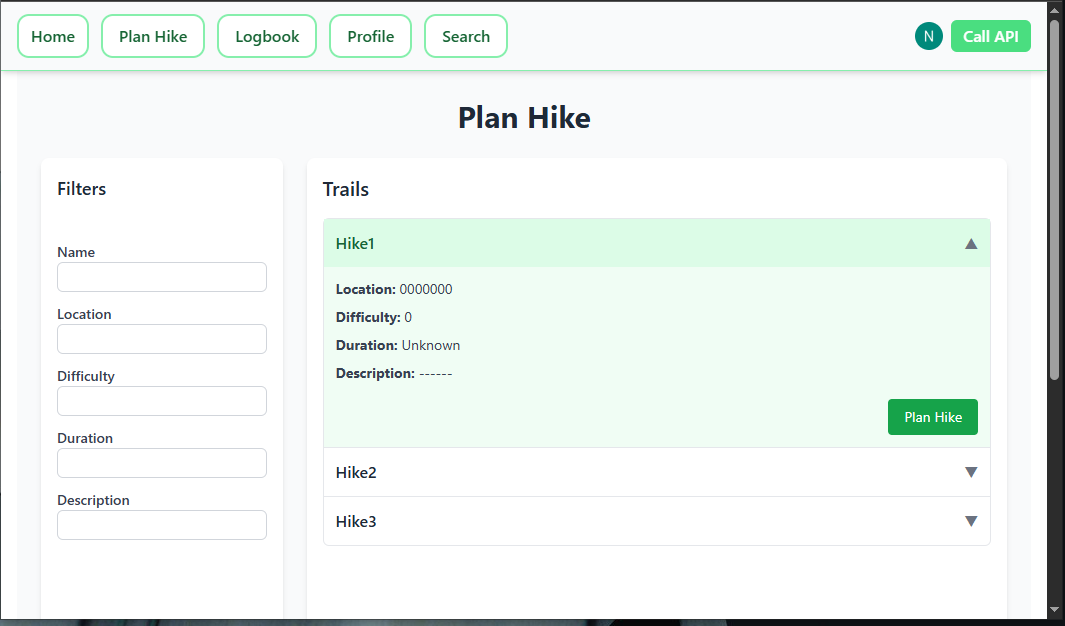 Home Plan Hike Logbook Profile Search N Call API
Plan Hike
Filters
Name
Location
Difficulty
Duration
Description
Trails
Hike1 ▲
Location: 0000000
Difficulty: 0
Duration: Unknown
Description: ------
Plan Hike
Hike2 ▼
Hike3 ▼